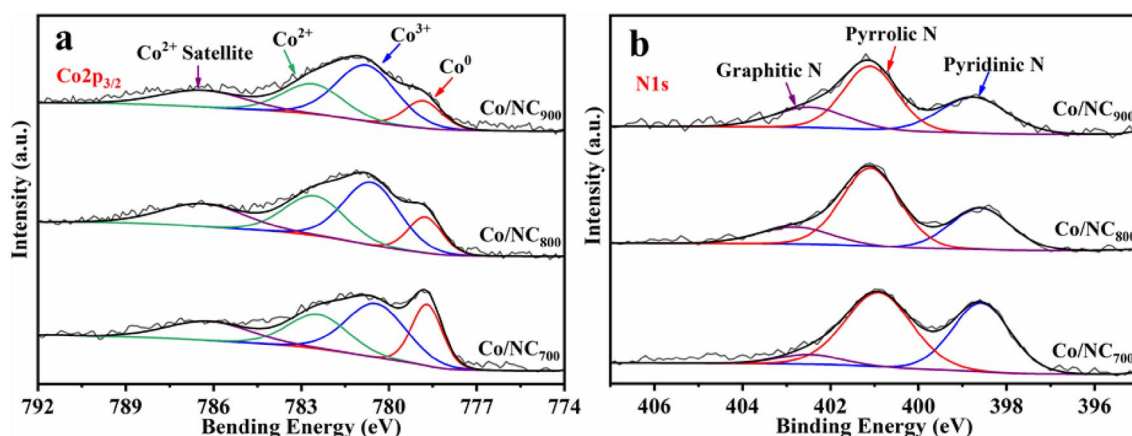 a
Co²⁺ Satellite
Co²⁺
Co³⁺
Co⁰
Co2p₃/₂
Co/NC₉₀₀
Co/NC₈₀₀
Co/NC₇₀₀
Intensity (a.u.)
792 789 786 783 780 777 774
Bending Energy (eV)
b
Pyrrolic N
Graphitic N
Pyridinic N
N1s
Co/NC₉₀₀
Co/NC₈₀₀
Co/NC₇₀₀
Intensity (a.u.)
406 404 402 400 398 396
Binding Energy (eV)